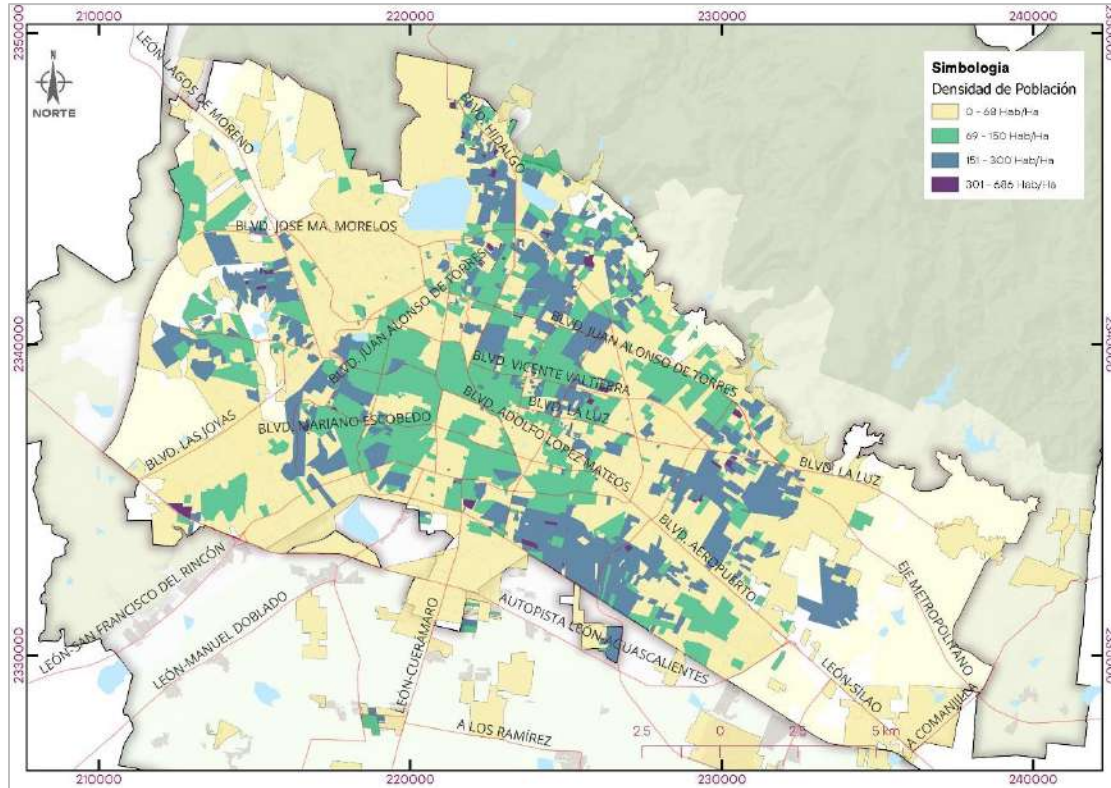 210000
220000
230000
240000
2350000
2340000
2330000
NORTE
Simbología
Densidad de Población
0 - 68 Hab/Ha
69 - 150 Hab/Ha
151 - 300 Hab/Ha
301 - 686 Hab/Ha
LEÓN-LAGOS DE MORENO
BLVD. HIDALGO
BLVD. JOSE MA. MORELOS
BLVD. JUAN ALONSO DE TORRES
BLVD. JUAN ALONSO DE TORRES
BLVD. VICENTE VALTIERRA
BLVD. LA LUZ
BLVD. MARIANO ESCOBEDO
BLVD. ADOLFO LOPEZ MATEOS
BLVD. LAS JOYAS
BLVD. LA LUZ
BLVD. AEROPUERTO
EJE METROPOLITANO
LEÓN-SAN FRANCISCO DEL RINCÓN
LEÓN-MANUEL DOBLADO
LEÓN-CUERÁMARO
AUTOPISTA LEÓN-AGUASCALIENTES
LEÓN-SILAO
A COMANJILLA
A LOS RAMÍREZ
2.5
0
2.5
5 km
2330000
210000
220000
230000
240000